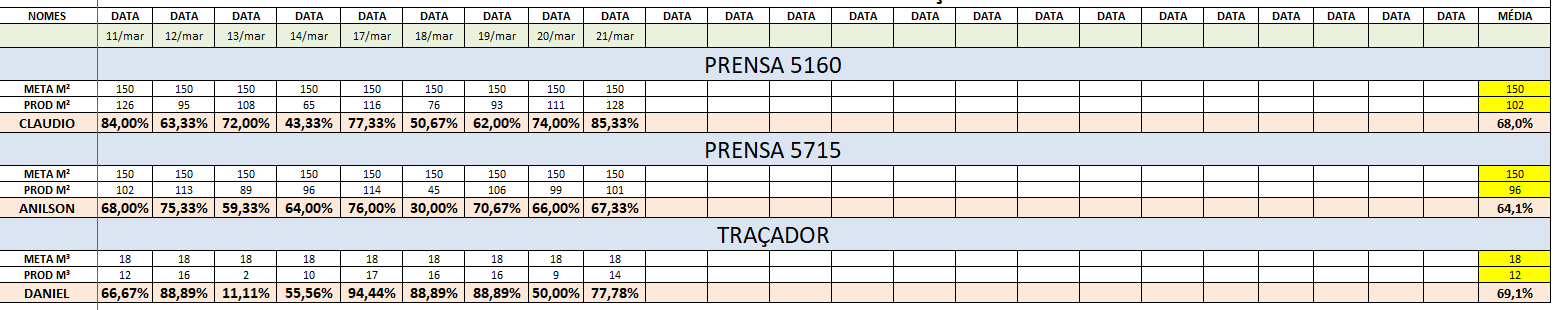 NOMES DATA DATA DATA DATA DATA DATA DATA DATA DATA DATA DATA DATA DATA DATA DATA DATA DATA DATA DATA DATA DATA DATA DATA MÉDIA
11/mar 12/mar 13/mar 14/mar 17/mar 18/mar 19/mar 20/mar 21/mar
PRENSA 5160
META M² 150 150 150 150 150 150 150 150 150 150
PROD M² 126 95 108 65 116 76 93 111 128 102
CLAUDIO 84,00% 63,33% 72,00% 43,33% 77,33% 50,67% 62,00% 74,00% 85,33% 68,0%
PRENSA 5715
META M² 150 150 150 150 150 150 150 150 150 150
PROD M² 102 113 89 96 114 45 106 99 101 96
ANILSON 68,00% 75,33% 59,33% 64,00% 76,00% 30,00% 70,67% 66,00% 67,33% 64,1%
TRAÇADOR
META M³ 18 18 18 18 18 18 18 18 18 18
PROD M³ 12 16 2 10 17 16 16 9 14 12
DANIEL 66,67% 88,89% 11,11% 55,56% 94,44% 88,89% 88,89% 50,00% 77,78% 69,1%